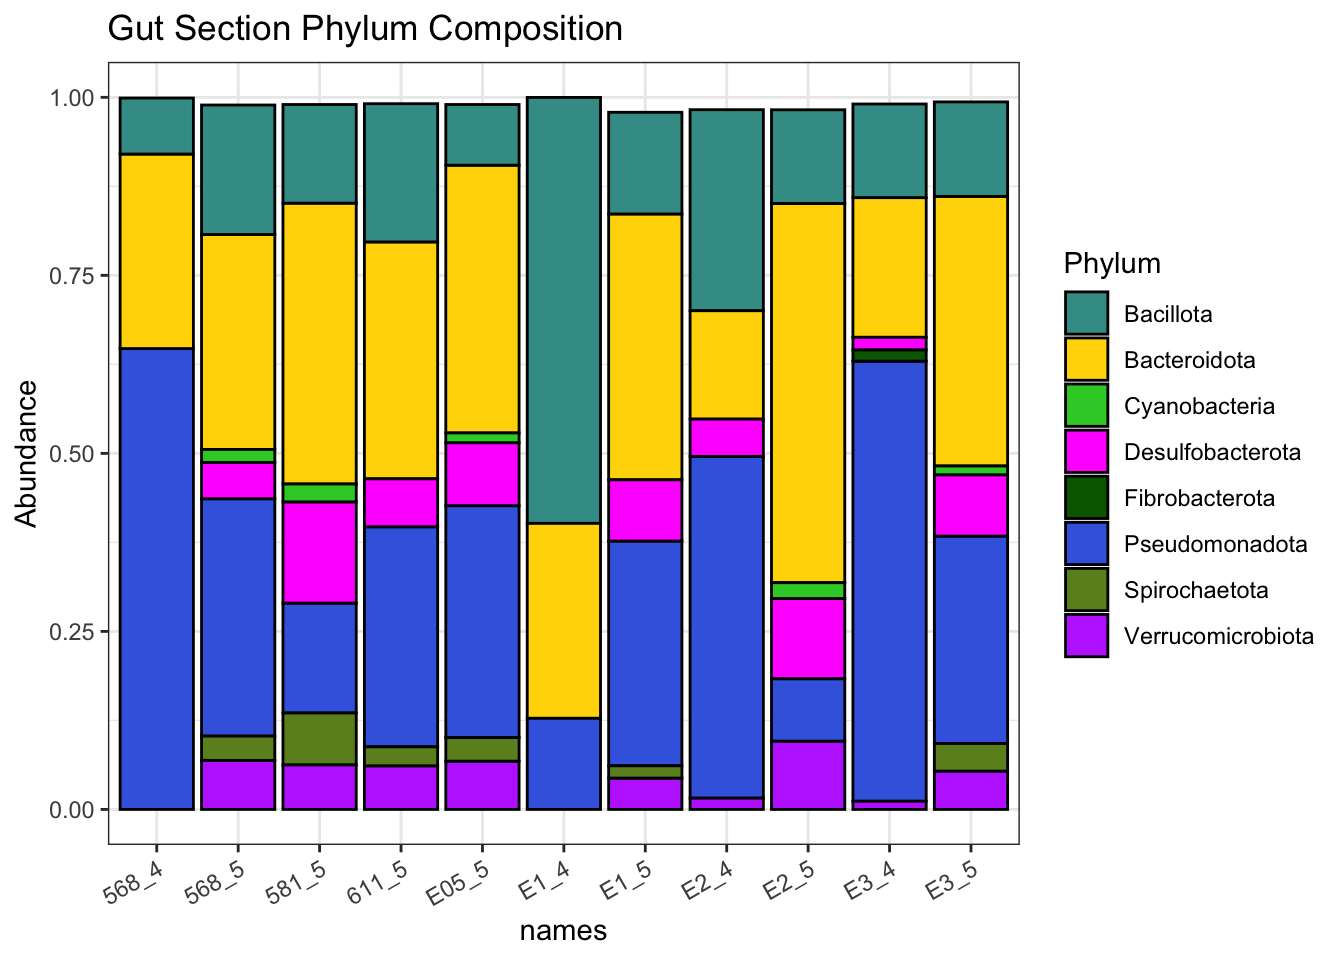 Gut Section Phylum Composition
Abundance
1.00
0.75
0.50
0.25
0.00
568_4
568_5
581_5
611_5
E05_5
E1_4
E1_5
E2_4
E2_5
E3_4
E3_5
names
Phylum
Bacillota
Bacteroidota
Cyanobacteria
Desulfobacterota
Fibrobacterota
Pseudomonadota
Spirochaetota
Verrucomicrobiota